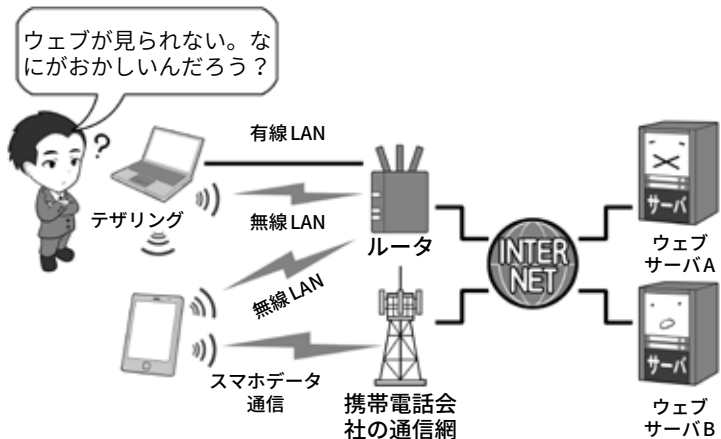 ウェブが見られない。な
にがおかしいんだろう？
?
有線LAN
テザリング
無線LAN
ルータ
無線LAN
スマホデータ
通信
携帯電話会
社の通信網
INTER
NET
サーバ
ウェブ
サーバA
サーバ
ウェブ
サーバB